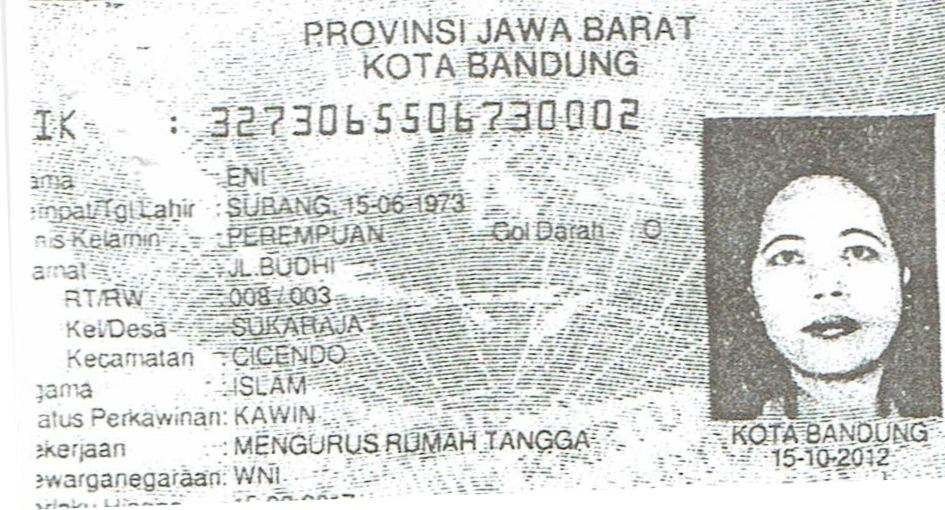 PROVINSI JAWA BARAT
KOTA BANDUNG
IK : 3273065506730002
ama : ENI
empat/Tgl Lahir : SUBANG, 15-06-1973
nis Kelamin : PEREMPUAN Gol Darah O
amat : JL.BUDHI
RT/RW : 008 / 003
Kel/Desa : SUKARAJA
Kecamatan : CICENDO
gama : ISLAM
atus Perkawinan: KAWIN
ekerjaan : MENGURUS RUMAH TANGGA
ewarganegaraan: WNI
KOTA BANDUNG
15-10-2012